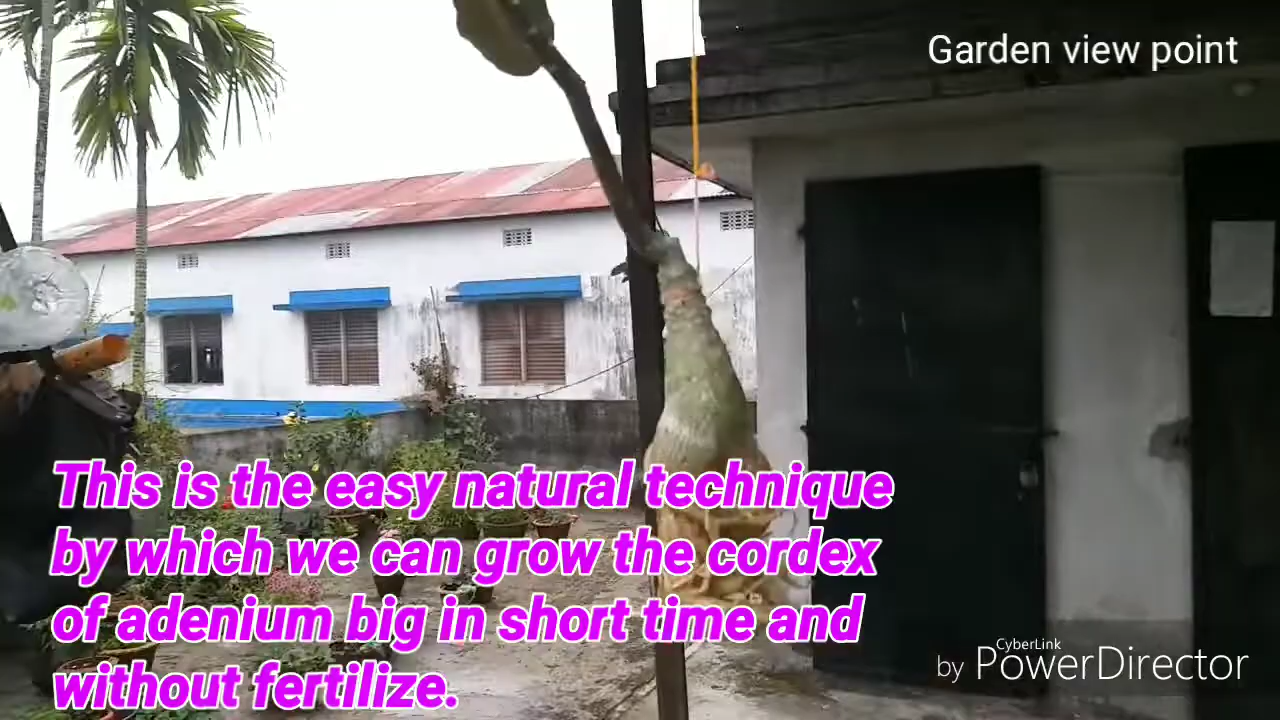 Garden view point
This is the easy natural technique
by which we can grow the cordex
of adenium big in short time and
without fertilize.
CyberLink
by PowerDirector